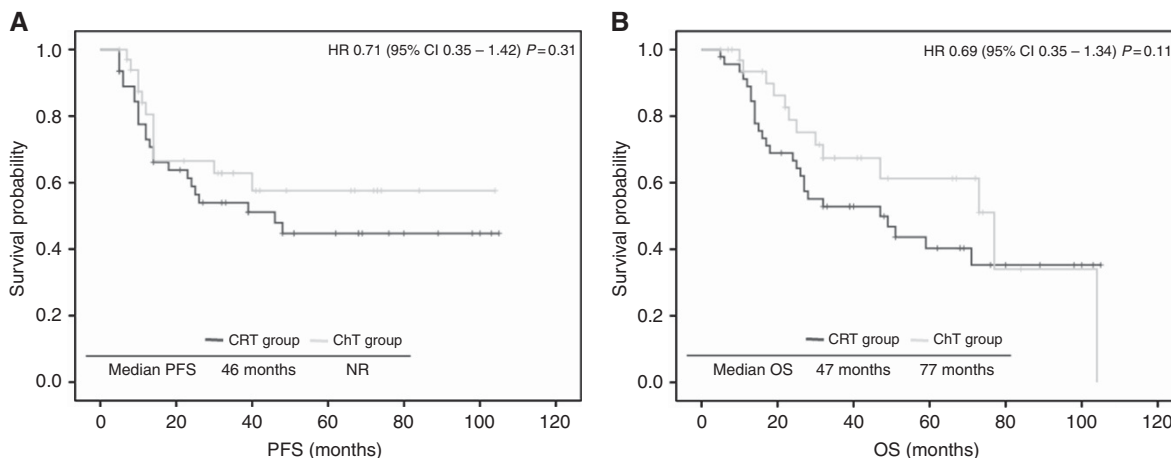 A
HR 0.71 (95% CI 0.35 – 1.42) P=0.31
1.0
0.8
0.6
0.4
0.2
0.0
Survival probability
CRT group ChT group
Median PFS 46 months NR
0 20 40 60 80 100 120
PFS (months)
B
HR 0.69 (95% CI 0.35 – 1.34) P=0.11
1.0
0.8
0.6
0.4
0.2
0.0
Survival probability
CRT group ChT group
Median OS 47 months 77 months
0 20 40 60 80 100 120
OS (months)